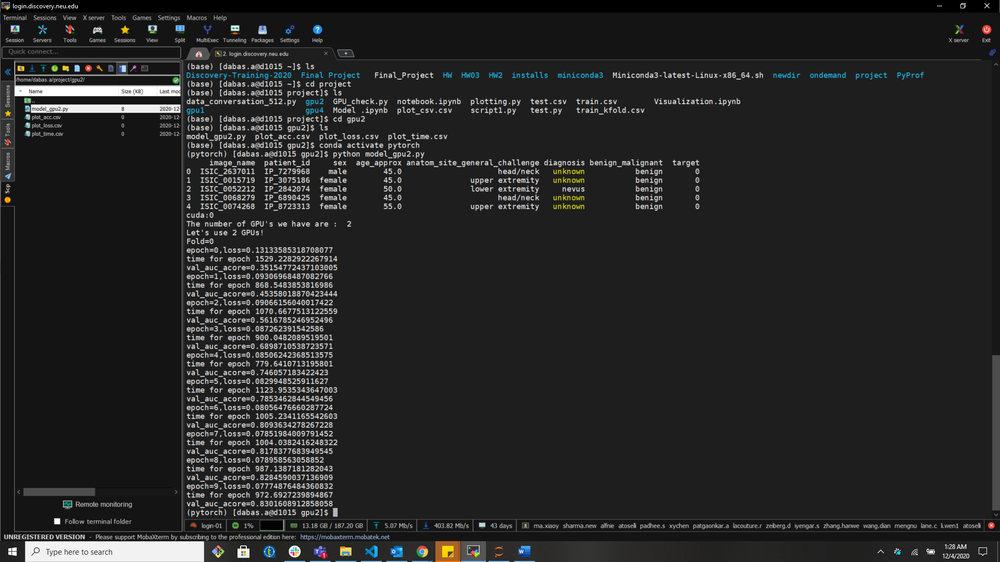 login.discovery.neu.edu
Terminal Sessions View X server Tools Games Settings Macros Help
Session Servers Tools Games Sessions View Split MultiExec Tunneling Packages Settings Help X server Exit
Quick connect...
2. login.discovery.neu.edu
/home/dabas.a/project/gpu2/
Name Size (KB) Last mod
..
model_gpu2.py 8 2020-12-
plot_acc.csv 0 2020-12-
plot_loss.csv 0 2020-12-
plot_time.csv 0 2020-12-
Sessions
Tools
Macros
Scp
Remote monitoring
Follow terminal folder
(base) [dabas.a@d1015 ~]$ ls
Discovery-Training-2020 Final Project Final_Project HW HW03 HW2 installs miniconda3 Miniconda3-latest-Linux-x86_64.sh newdir ondemand project PyProf
(base) [dabas.a@d1015 ~]$ cd project
(base) [dabas.a@d1015 project]$ ls
data_conversation_512.py gpu2 GPU_check.py notebook.ipynb plotting.py test.csv train.csv Visualization.ipynb
gpu1 gpu4 Model .ipynb plot_csv.csv script1.py test.py train_kfold.csv
(base) [dabas.a@d1015 project]$ cd gpu2
(base) [dabas.a@d1015 gpu2]$ ls
model_gpu2.py plot_acc.csv plot_loss.csv plot_time.csv
(base) [dabas.a@d1015 gpu2]$ conda activate pytorch
(pytorch) [dabas.a@d1015 gpu2]$ python model_gpu2.py
image_name patient_id sex age_approx anatom_site_general_challenge diagnosis benign_malignant target
0 ISIC_2637011 IP_7279968 male 45.0 head/neck unknown benign 0
1 ISIC_0015719 IP_3075186 female 45.0 upper extremity unknown benign 0
2 ISIC_0052212 IP_2842074 female 50.0 lower extremity nevus benign 0
3 ISIC_0068279 IP_6890425 female 45.0 head/neck unknown benign 0
4 ISIC_0074268 IP_8723313 female 55.0 upper extremity unknown benign 0
cuda:0
The number of GPU's we have are : 2
Let's use 2 GPUs!
Fold=0
epoch=0,loss=0.13133585318708077
time for epoch 1529.2282922267914
val_auc_acore=0.35154772437103005
epoch=1,loss=0.09306968487082766
time for epoch 868.5483853816986
val_auc_acore=0.45358018870423444
epoch=2,loss=0.09066156040017422
time for epoch 1070.6677513122559
val_auc_acore=0.5616785246952496
epoch=3,loss=0.087262391542586
time for epoch 900.0482089519501
val_auc_acore=0.6898710538723571
epoch=4,loss=0.08506242368513575
time for epoch 779.6410713195801
val_auc_acore=0.746057183422423
epoch=5,loss=0.0829948525911627
time for epoch 1123.9535343647003
val_auc_acore=0.7853462844549456
epoch=6,loss=0.08056476660287724
time for epoch 1005.2341165542603
val_auc_acore=0.8093634278267228
epoch=7,loss=0.07851984009791452
time for epoch 1004.0382416248322
val_auc_acore=0.8178377683949545
epoch=8,loss=0.078958563058852
time for epoch 987.1387181282043
val_auc_acore=0.8284590037136909
epoch=9,loss=0.07774876484360832
time for epoch 972.6927239894867
val_auc_acore=0.8301608912858058
(pytorch) [dabas.a@d1015 gpu2]$
login-01 1% 13.18 GB / 187.20 GB 5.07 Mb/s 403.82 Mb/s 43 days ma.xiaoy sharma.new alfnie atoseli padhee.s xychen patgaonkar.a lacouture.r zeiberg.d iyengar.s zhang.hanwe wang.dian mengnu lane.c li.wen1 atoseli
UNREGISTERED VERSION - Please support MobaXterm by subscribing to the professional edition here: https://mobaxterm.mobatek.net
Type here to search
1
1:28 AM
12/4/2020